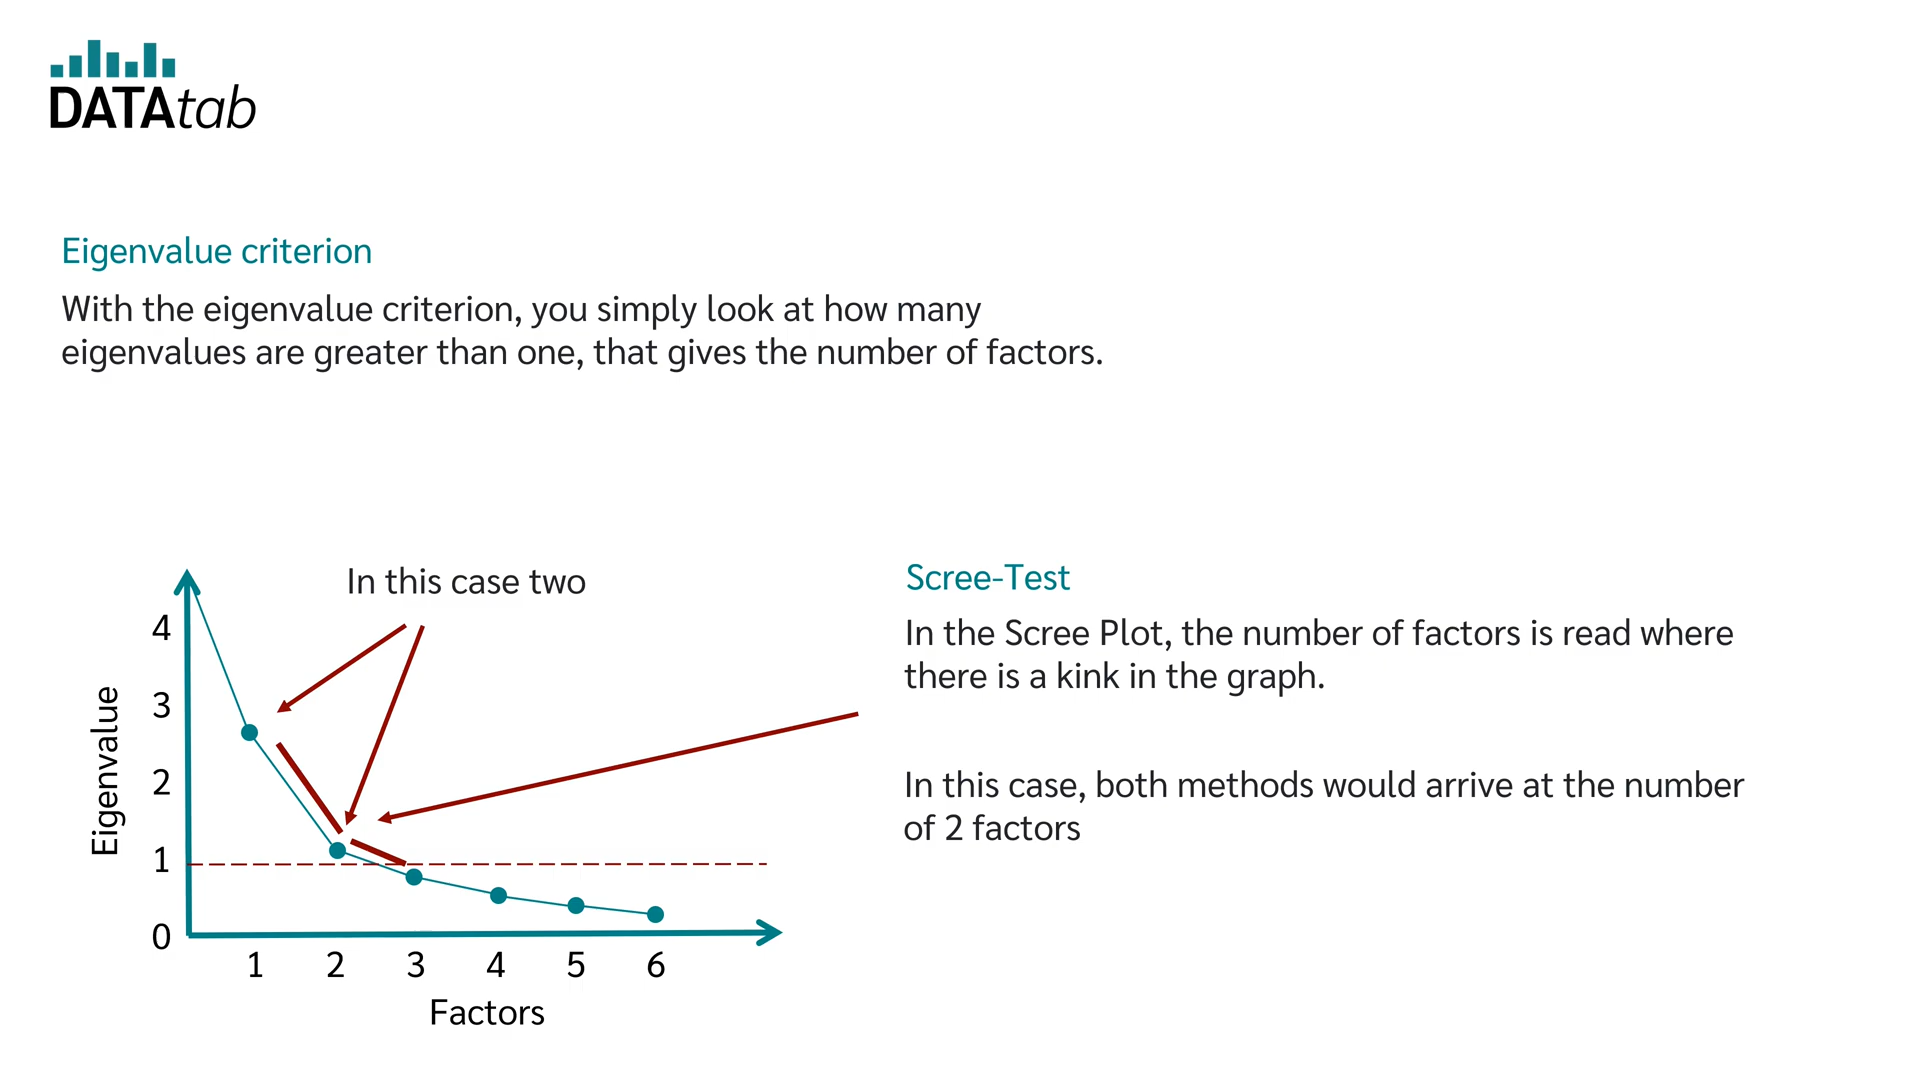 DATAtab
Eigenvalue criterion
With the eigenvalue criterion, you simply look at how many
eigenvalues are greater than one, that gives the number of factors.
In this case two
4
3
2
1
0
Eigenvalue
1 2 3 4 5 6
Factors
Scree-Test
In the Scree Plot, the number of factors is read where
there is a kink in the graph.
In this case, both methods would arrive at the number
of 2 factors